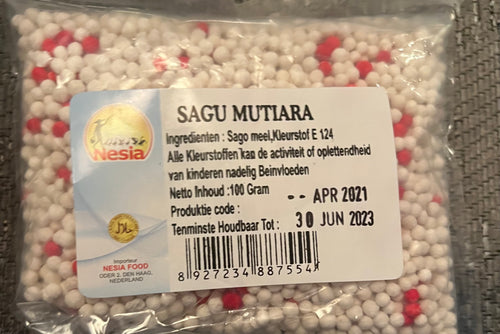 SAGU MUTIARA
Ingredienten : Sago meel,Kleurstof E 124
Alle Kleurstoffen kan de activiteit of oplettendheid
van kinderen nadelig Beinvloeden
Netto Inhoud :100 Gram
-- APR 2021
Produktie code :
Tenminste Houdbaar Tot : 30 JUN 2023
8 927234 887554
Nesia
Importeur
NESIA FOOD
ODER 2, DEN HAAG,
NEDERLAND